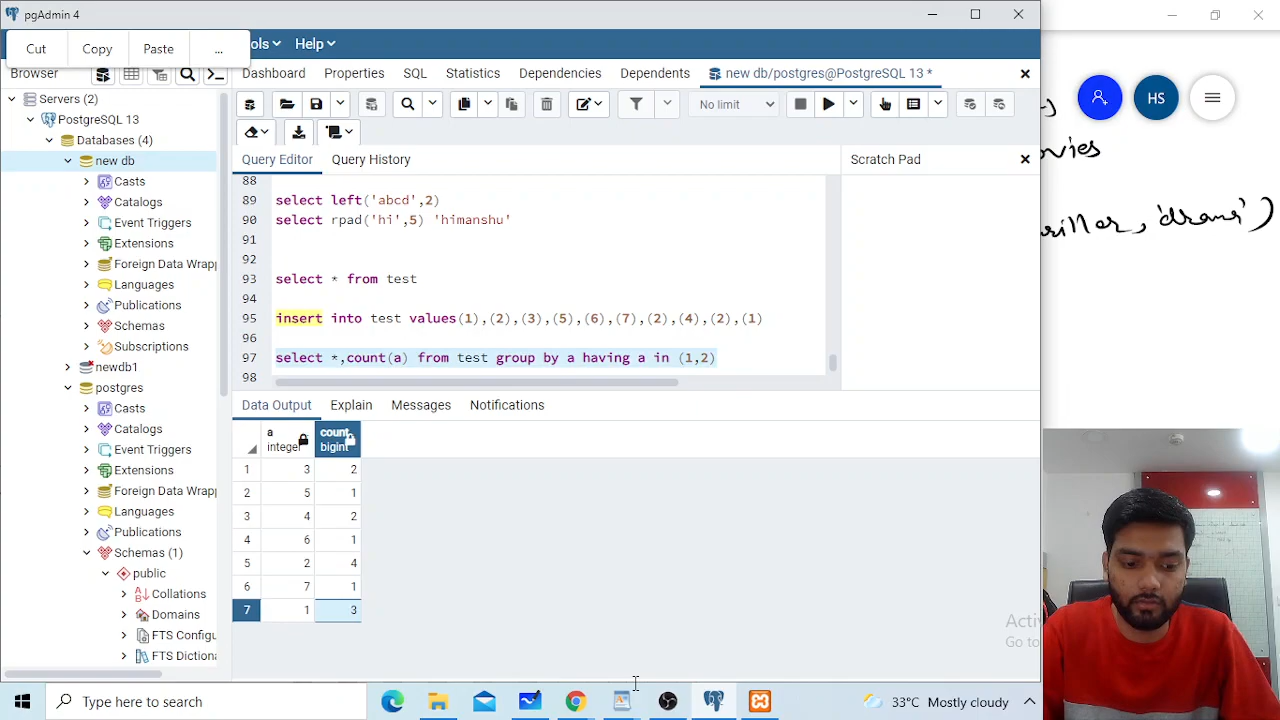 pgAdmin 4
Cut Copy Paste ...
ols Help
Browser
Dashboard Properties SQL Statistics Dependencies Dependents new db/postgres@PostgreSQL 13 *
HS
No limit
Query Editor Query History
Scratch Pad
Servers (2)
PostgreSQL 13
Databases (4)
new db
Casts
Catalogs
Event Triggers
Extensions
Foreign Data Wrapp
Languages
Publications
Schemas
Subscriptions
newdb1
postgres
Casts
Catalogs
Event Triggers
Extensions
Foreign Data Wrapp
Languages
Publications
Schemas (1)
public
Collations
Domains
FTS Configu
FTS Dictiona
88
89 select left('abcd',2)
90 select rpad('hi',5) 'himanshu'
91
92
93 select * from test
94
95 insert into test values(1),(2),(3),(5),(6),(7),(2),(4),(2),(1)
96
97 select *,count(a) from test group by a having a in (1,2)
98
Data Output Explain Messages Notifications
a integer count bigint
1 3 2
2 5 1
3 4 2
4 6 1
5 2 4
6 7 1
7 1 3
ovies
riller, 'drama')
Activ
Go to
Type here to search
33°C Mostly cloudy